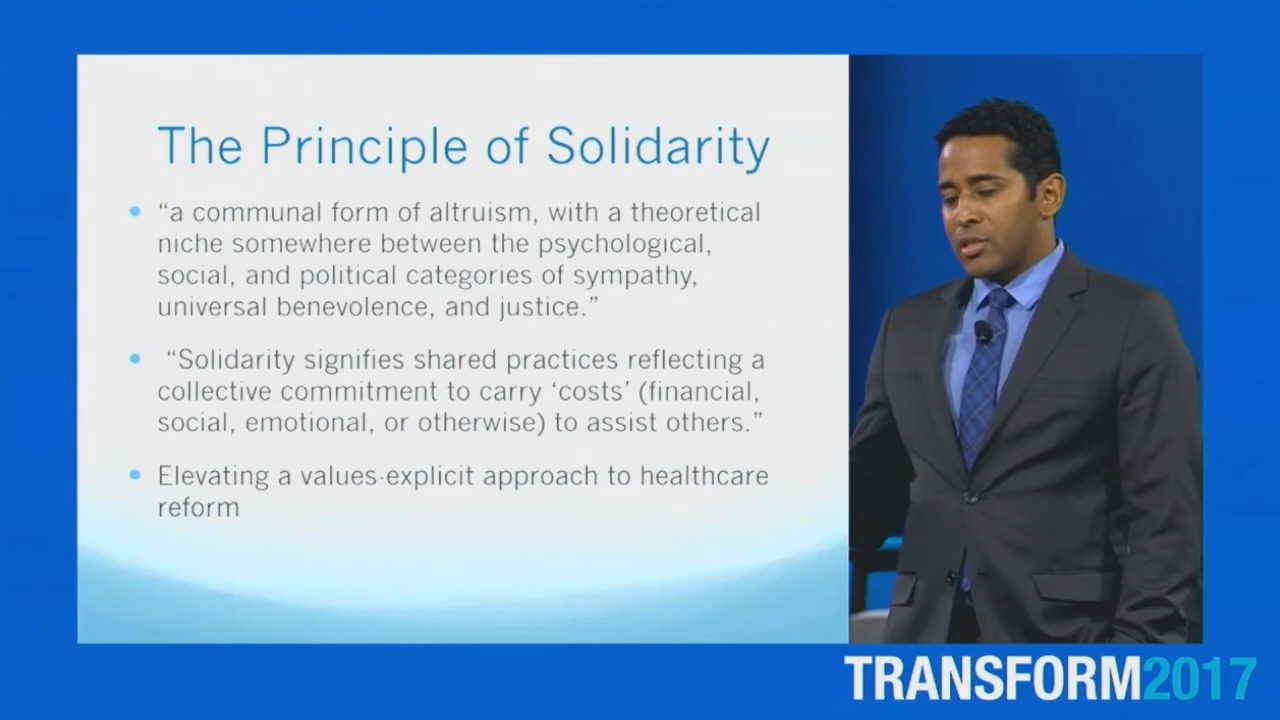 The Principle of Solidarity
• “a communal form of altruism, with a theoretical
niche somewhere between the psychological,
social, and political categories of sympathy,
universal benevolence, and justice.”
• “Solidarity signifies shared practices reflecting a
collective commitment to carry ‘costs’ (financial,
social, emotional, or otherwise) to assist others.”
• Elevating a values-explicit approach to healthcare
reform
TRANSFORM2017